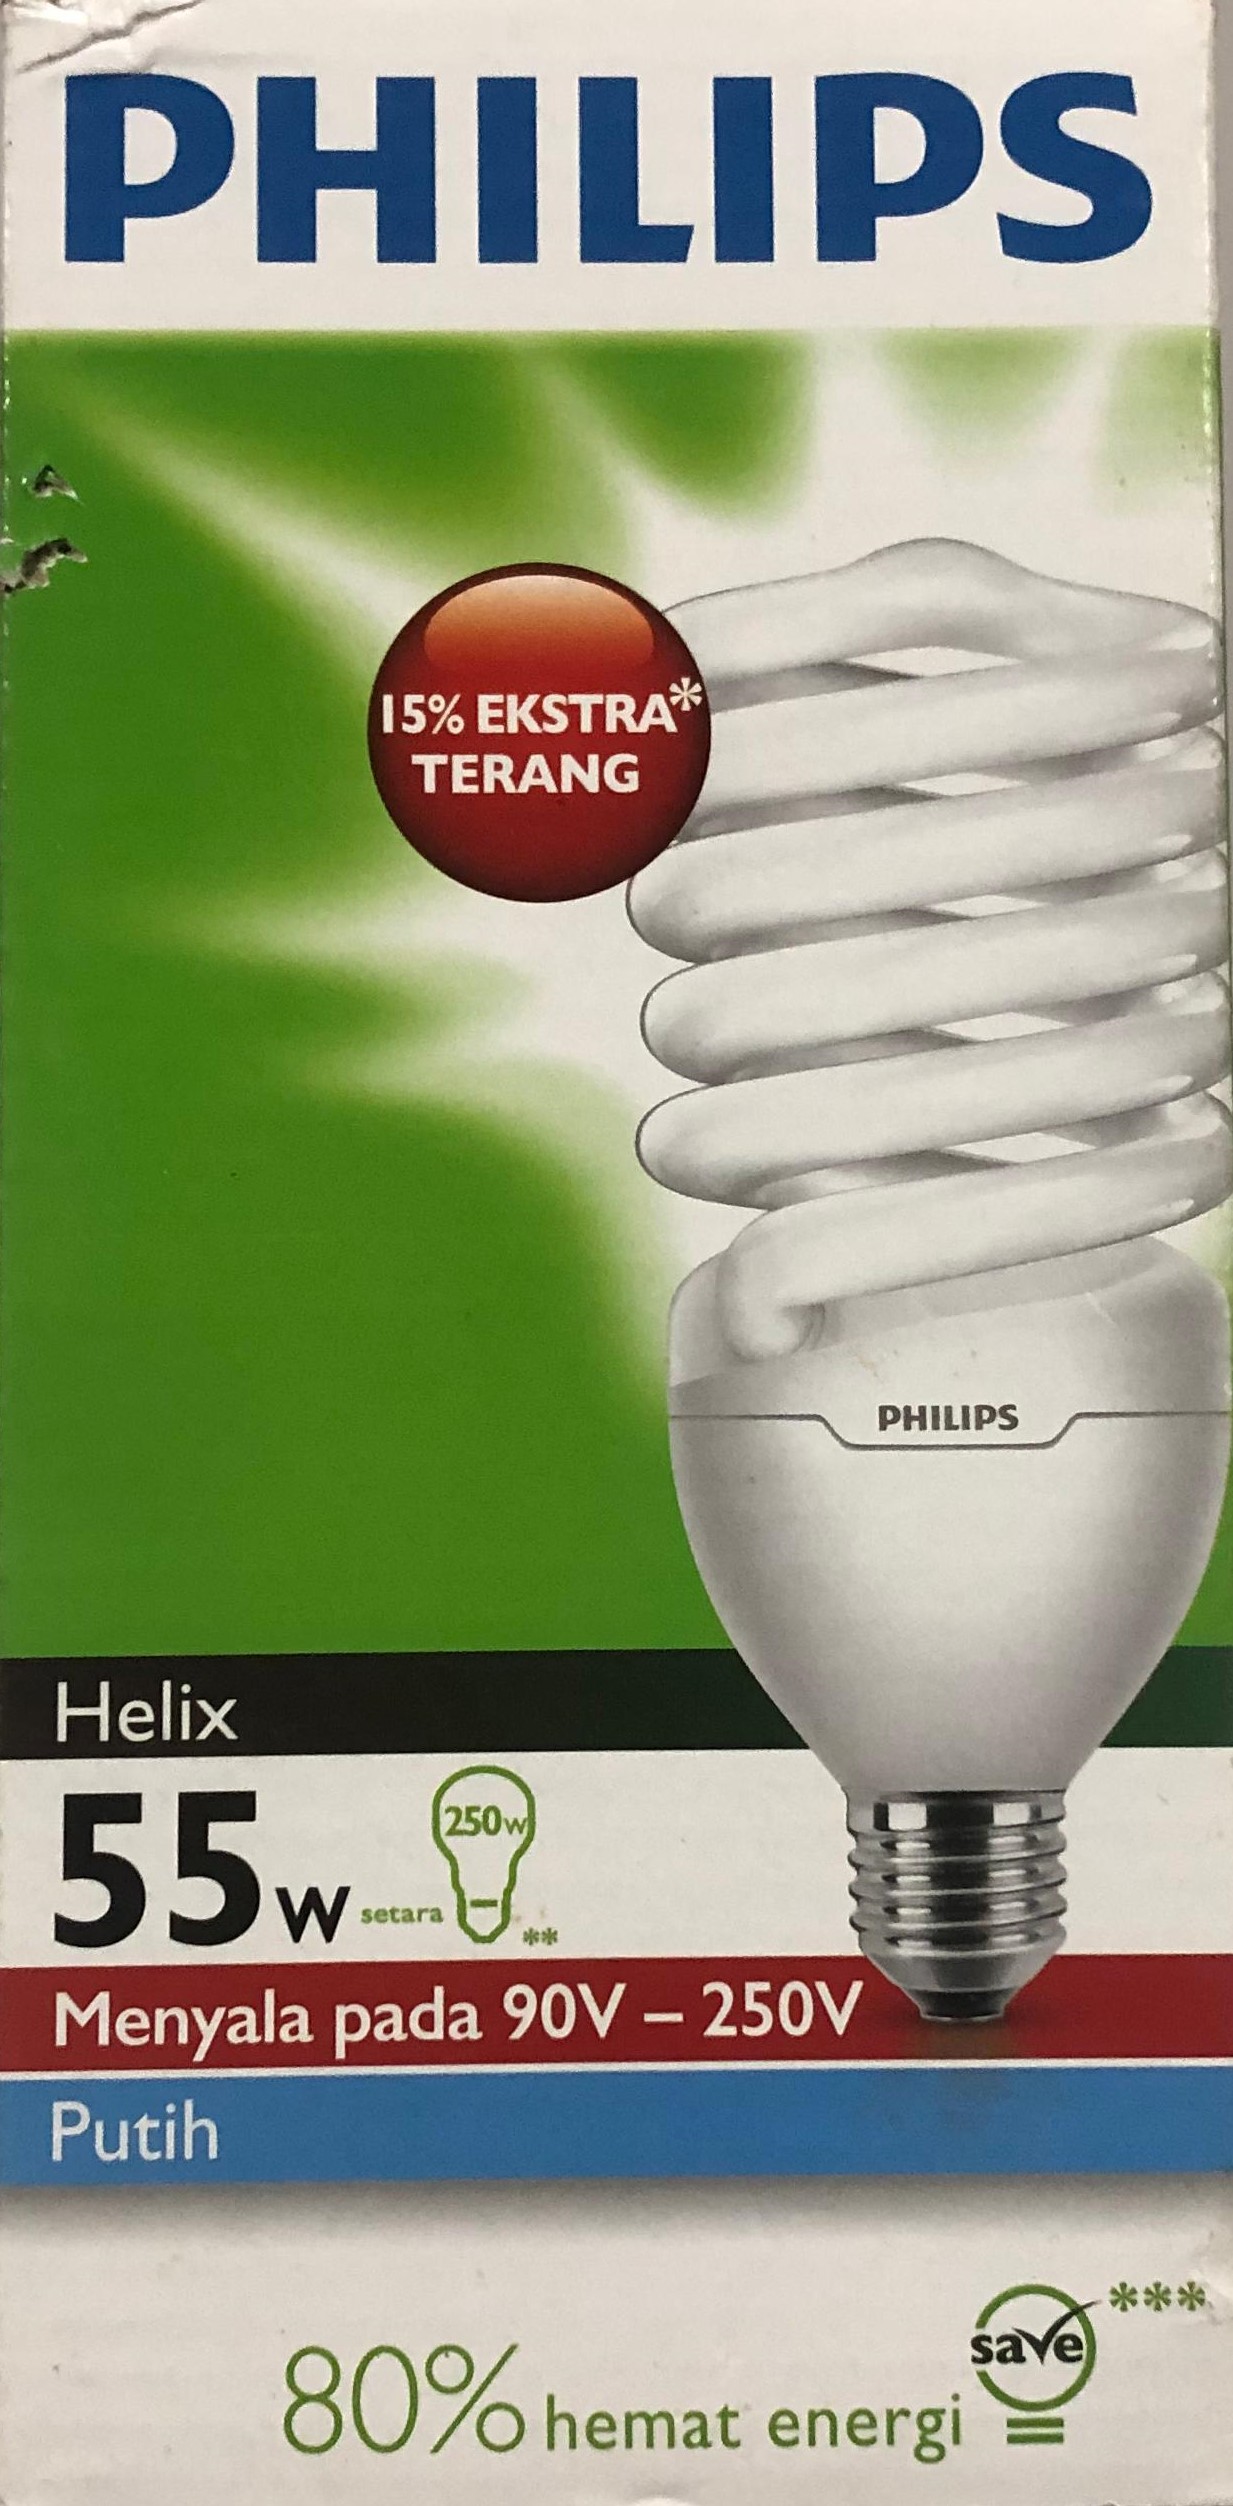 PHILIPS
15% EKSTRA*
TERANG
PHILIPS
Helix
55w setara 250w **
Menyala pada 90V – 250V
Putih
80% hemat energi save ***